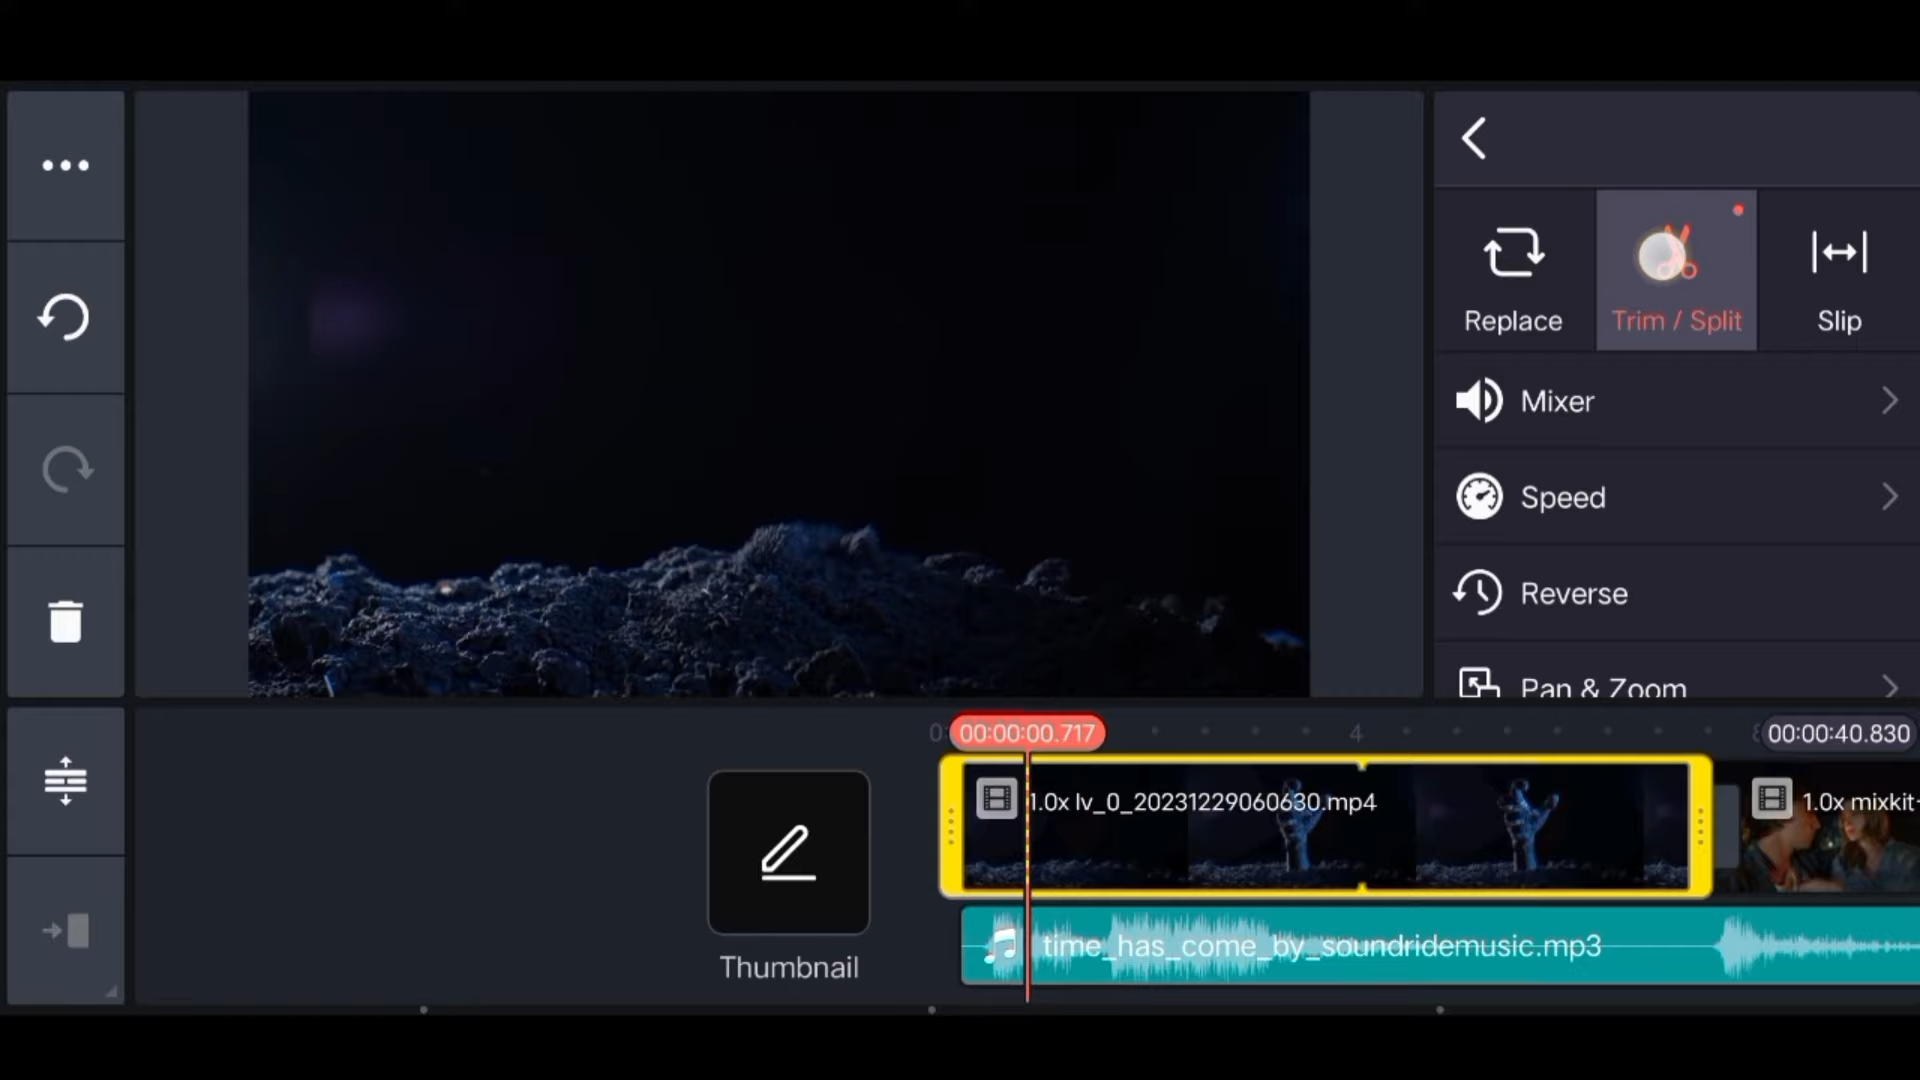 Replace
Trim / Split
Slip
Mixer
Speed
Reverse
Pan & Zoom
00:00:00.717
4
00:00:40.830
1.0x lv_0_20231229060630.mp4
1.0x mixkit-
time_has_come_by_soundridemusic.mp3
Thumbnail